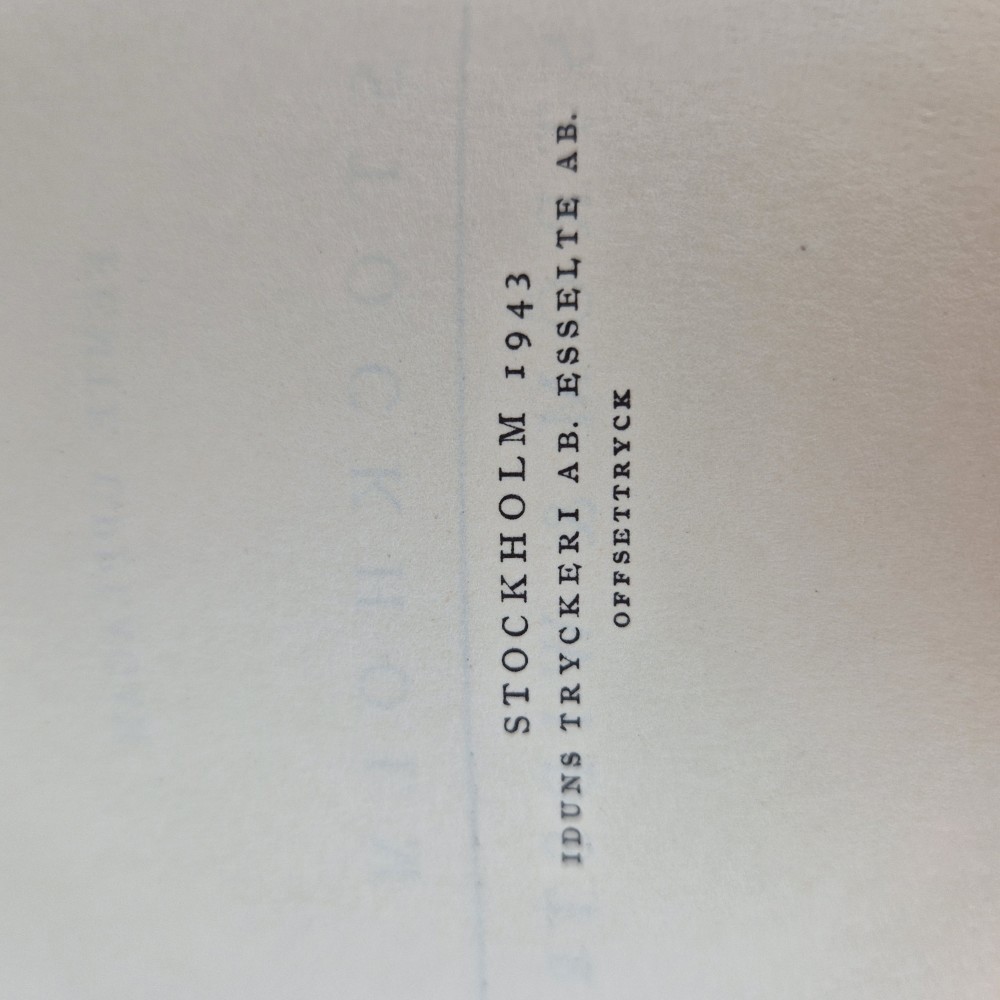 STOCKHOLM 1943
IDUNS TRYCKERI AB. ESSELTE AB.
OFFSETTRYCK